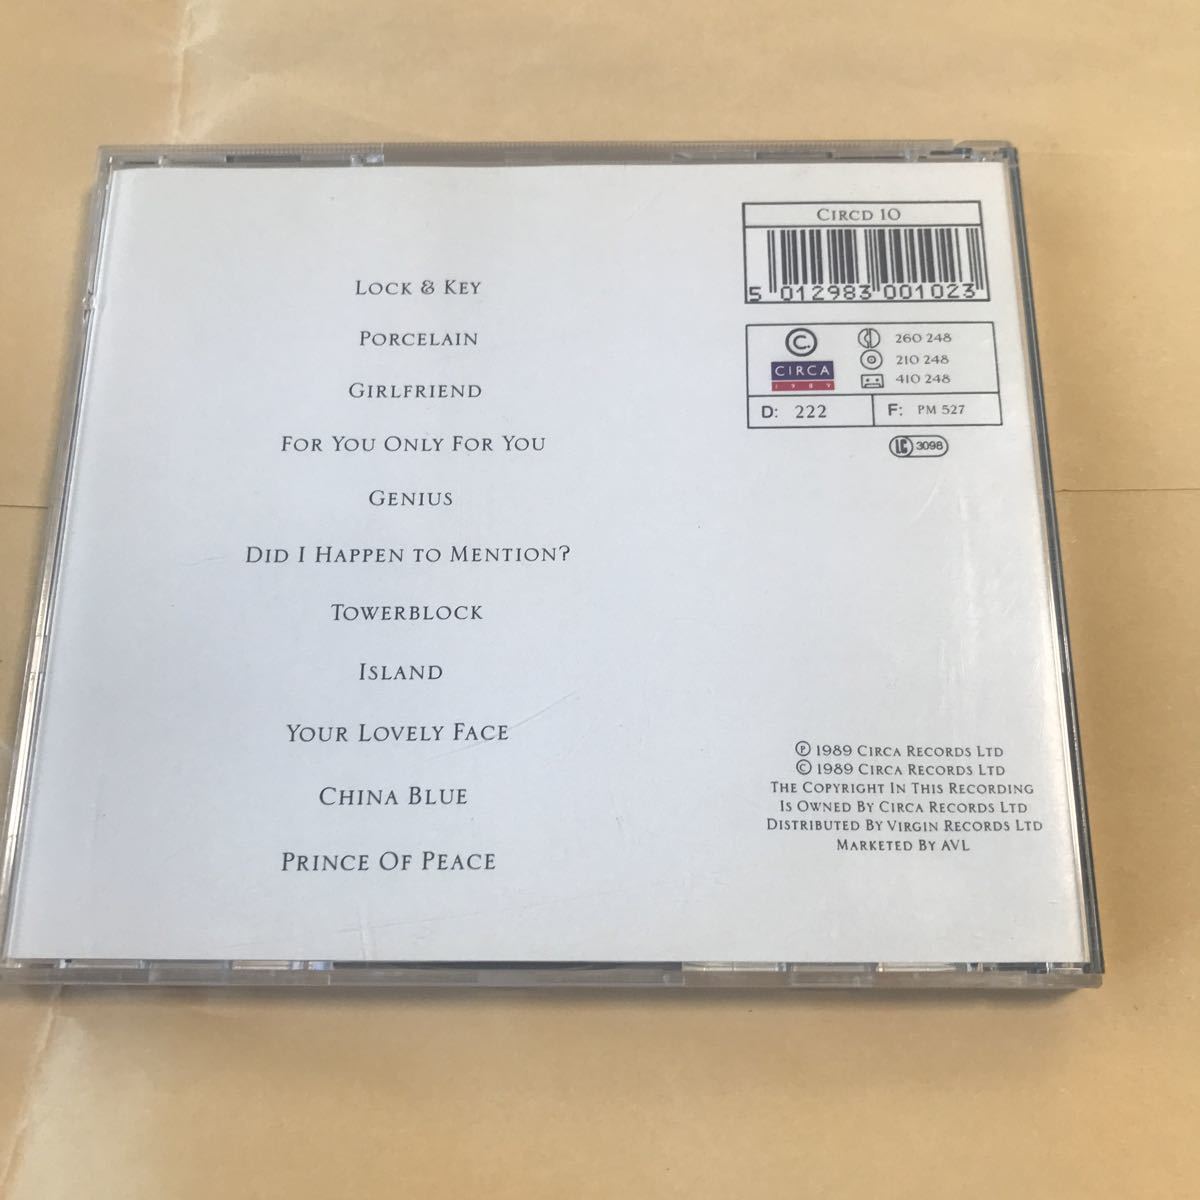 LOCK & KEY
PORCELAIN
GIRLFRIEND
FOR YOU ONLY FOR YOU
GENIUS
DID I HAPPEN TO MENTION?
TOWERBLOCK
ISLAND
YOUR LOVELY FACE
CHINA BLUE
PRINCE OF PEACE
CIRCD 10
5 012983 001023
C.
CIRCA
1989
260 248
210 248
410 248
D: 222
F: PM 527
LC 3098
Ⓟ 1989 CIRCA RECORDS LTD
© 1989 CIRCA RECORDS LTD
THE COPYRIGHT IN THIS RECORDING
IS OWNED BY CIRCA RECORDS LTD
DISTRIBUTED BY VIRGIN RECORDS LTD
MARKETED BY AVL